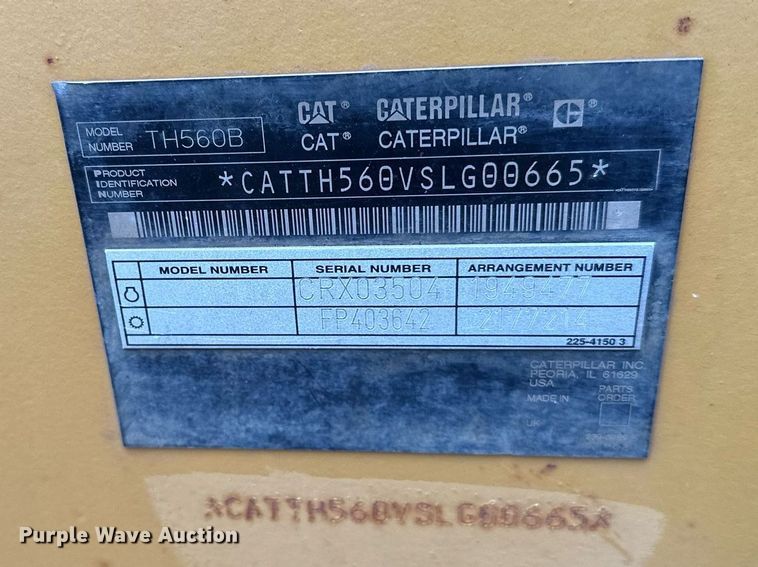 CAT® CATERPILLAR®
CAT® CATERPILLAR®
MODEL NUMBER TH560B
PRODUCT IDENTIFICATION NUMBER *CATTH560VSLG00665*
MODEL NUMBER SERIAL NUMBER ARRANGEMENT NUMBER
CRX03504 1949477
FP403642 2177214
225-4150 3
CATERPILLAR INC.
PEORIA, IL 61629
USA
MADE IN PARTS ORDER
UK
*CATTH560VSLG00665*
Purple Wave Auction